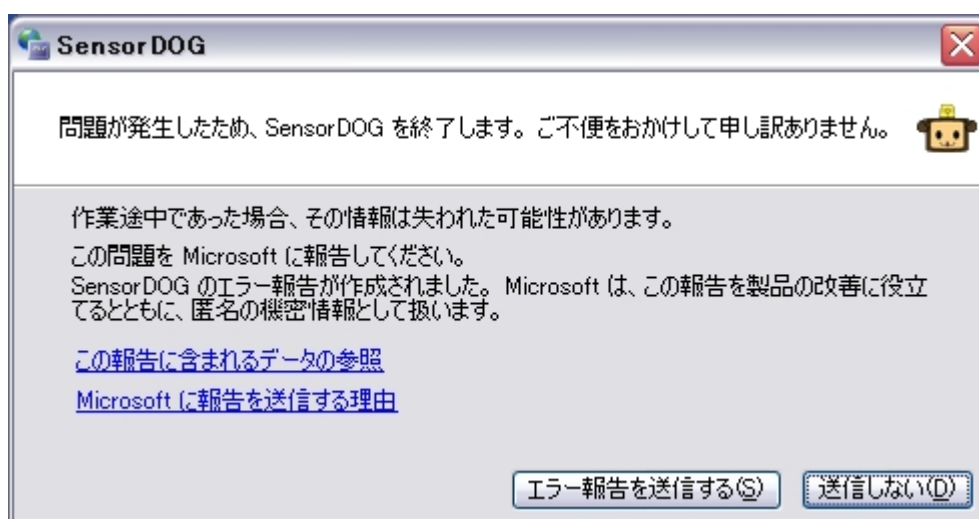 SensorDOG
問題が発生したため、SensorDOG を終了します。ご不便をおかけして申し訳ありません。
作業途中であった場合、その情報は失われた可能性があります。
この問題を Microsoft に報告してください。
SensorDOG のエラー報告が作成されました。Microsoft は、この報告を製品の改善に役立
てるとともに、匿名の機密情報として扱います。
この報告に含まれるデータの参照
Microsoft に報告を送信する理由
エラー報告を送信する(S)
送信しない(D)